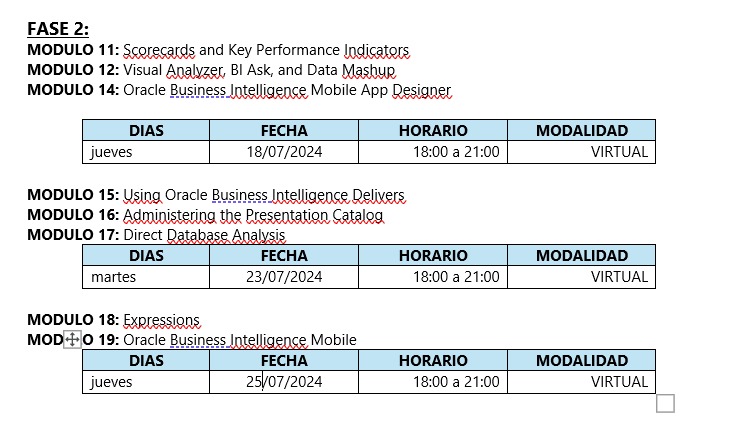 FASE 2:
MODULO 11: Scorecards and Key Performance Indicators
MODULO 12: Visual Analyzer, BI Ask, and Data Mashup
MODULO 14: Oracle Business Intelligence Mobile App Designer
DIAS FECHA HORARIO MODALIDAD
jueves 18/07/2024 18:00 a 21:00 VIRTUAL
MODULO 15: Using Oracle Business Intelligence Delivers
MODULO 16: Administering the Presentation Catalog
MODULO 17: Direct Database Analysis
DIAS FECHA HORARIO MODALIDAD
martes 23/07/2024 18:00 a 21:00 VIRTUAL
MODULO 18: Expressions
MODULO 19: Oracle Business Intelligence Mobile
DIAS FECHA HORARIO MODALIDAD
jueves 25/07/2024 18:00 a 21:00 VIRTUAL